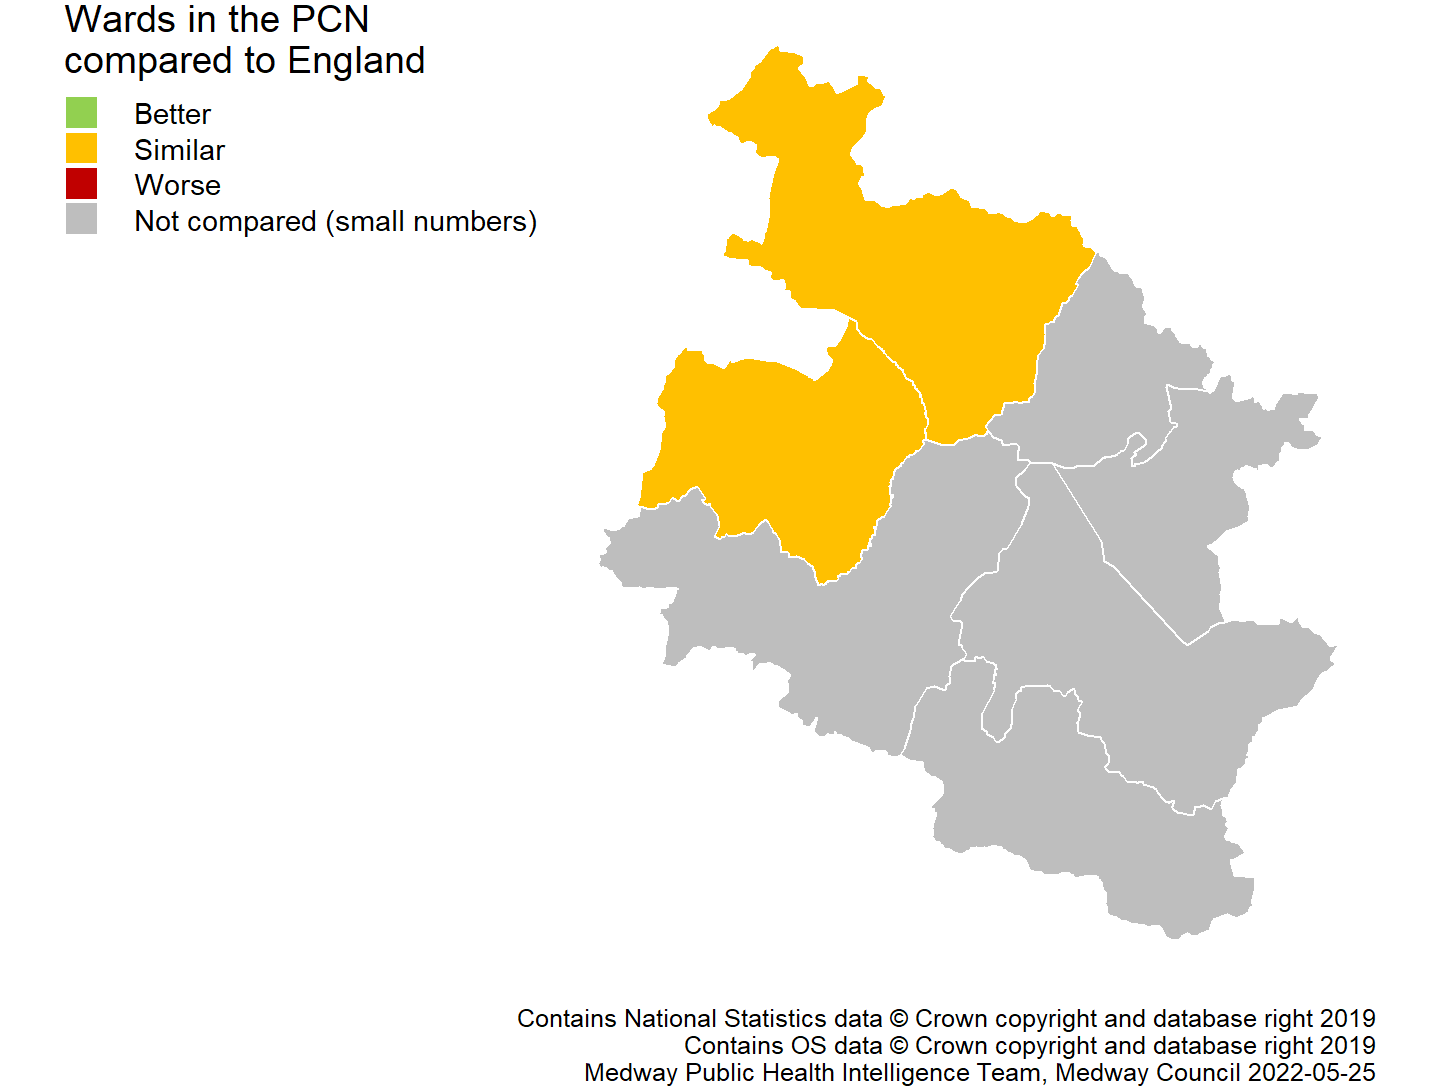 Wards in the PCN
compared to England
Better
Similar
Worse
Not compared (small numbers)
Contains National Statistics data © Crown copyright and database right 2019
Contains OS data © Crown copyright and database right 2019
Medway Public Health Intelligence Team, Medway Council 2022-05-25